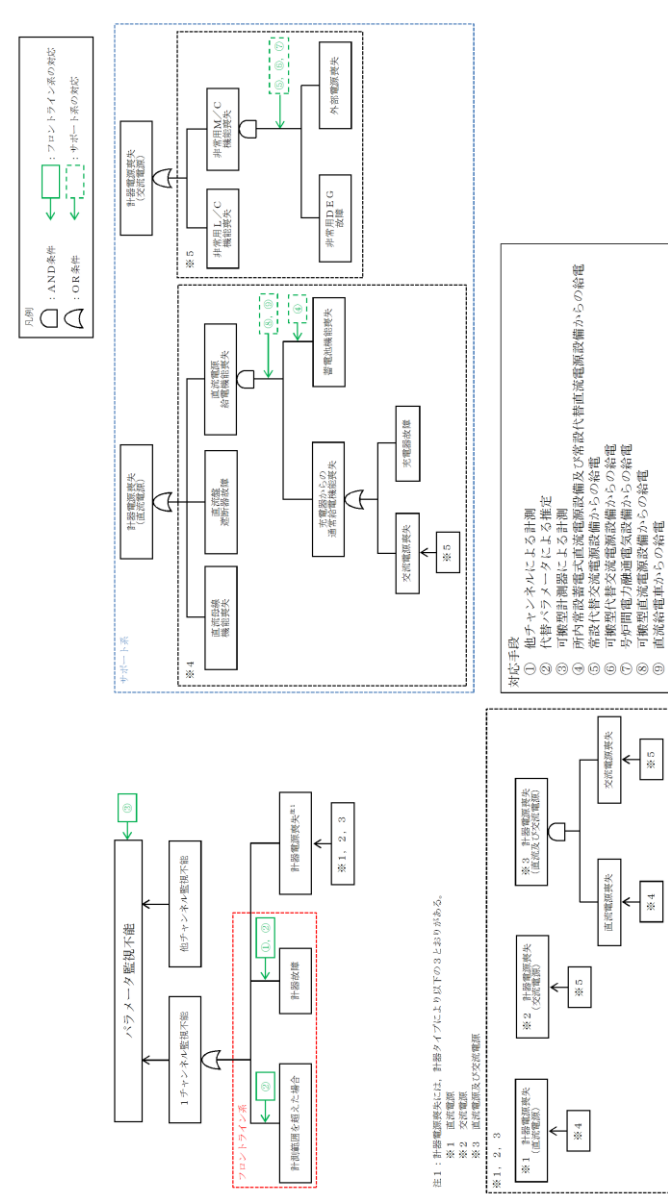 パラメータ監視不能
③
1チャンネル監視不能
他チャンネル監視不能
フロントライン系
②
①,②
計測範囲を超えた場合
計器故障
計器電源喪失注1
※1,2,3
注1:計器電源喪失には、計器タイプにより以下の3とおりがある。
※1 直流電源
※2 交流電源
※3 直流電源及び交流電源
※1,2,3
※1 計器電源喪失
(直流電源)
※4
※2 計器電源喪失
(交流電源)
※5
※3 計器電源喪失
(直流及び交流電源)
直流電源喪失
交流電源喪失
※4
※5
凡例
:AND条件
:OR条件
:フロントライン系の対応
:サポート系の対応
サポート系
計器電源喪失
(直流電源)
※4
直流母線
機能喪失
直流盤
遮断器故障
直流電源
給電機能喪失
⑧,⑨
④
充電器からの
通常給電機能喪失
蓄電池機能喪失
交流電源喪失
充電器故障
※5
計器電源喪失
(交流電源)
※5
非常用L/C
機能喪失
非常用M/C
機能喪失
⑤,⑥,⑦
非常用DEG
故障
外部電源喪失
対応手段
① 他チャンネルによる計測
② 代替パラメータによる推定
③ 可搬型計測器による計測
④ 所内常設蓄電式直流電源設備及び常設代替直流電源設備からの給電
⑤ 常設代替交流電源設備からの給電
⑥ 可搬型代替交流電源設備からの給電
⑦ 号炉間電力融通電気設備からの給電
⑧ 可搬型直流電源設備からの給電
⑨ 直流給電車からの給電